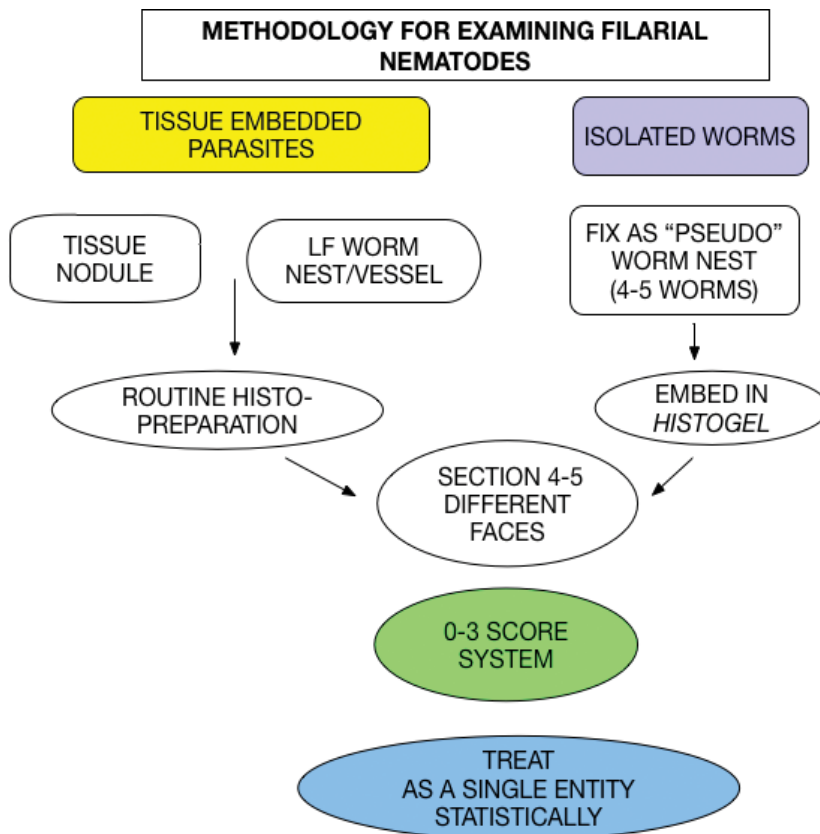 METHODOLOGY FOR EXAMINING FILARIAL
NEMATODES
TISSUE EMBEDDED
PARASITES
ISOLATED WORMS
TISSUE
NODULE
LF WORM
NEST/VESSEL
FIX AS “PSEUDO”
WORM NEST
(4-5 WORMS)
ROUTINE HISTO-
PREPARATION
EMBED IN
HISTOGEL
SECTION 4-5
DIFFERENT
FACES
0-3 SCORE
SYSTEM
TREAT
AS A SINGLE ENTITY
STATISTICALLY